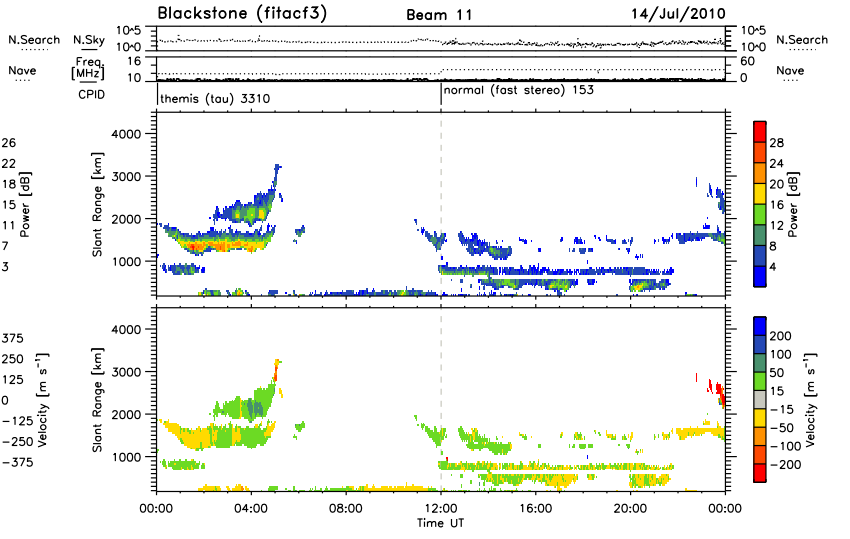 Blackstone (fitacf3) Beam 11 14/Jul/2010
N.Search N.Sky 10^5 10^0 10^5 10^0 N.Search
Nave Freq. [MHz] 16 10 60 0 Nave
CPID themis (tau) 3310 normal (fast stereo) 153
26 22 18 15 11 7 3
Power [dB]
Slant Range [km]
4000
3000
2000
1000
28
24
20
16
12
8
4
Power [dB]
375
250
125
0
-125
-250
-375
Velocity [m s^-1]
Slant Range [km]
4000
3000
2000
1000
200
100
50
15
-15
-50
-100
-200
Velocity [m s^-1]
00:00 04:00 08:00 12:00 16:00 20:00 00:00
Time UT